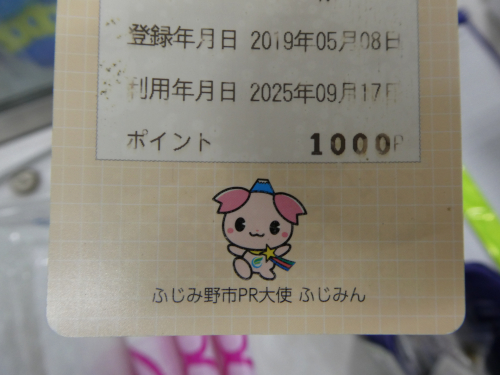 登録年月日 2019年05月08日
利用年月日 2025年09月17日
ポイント 1000P
ふじみ野市PR大使 ふじみん